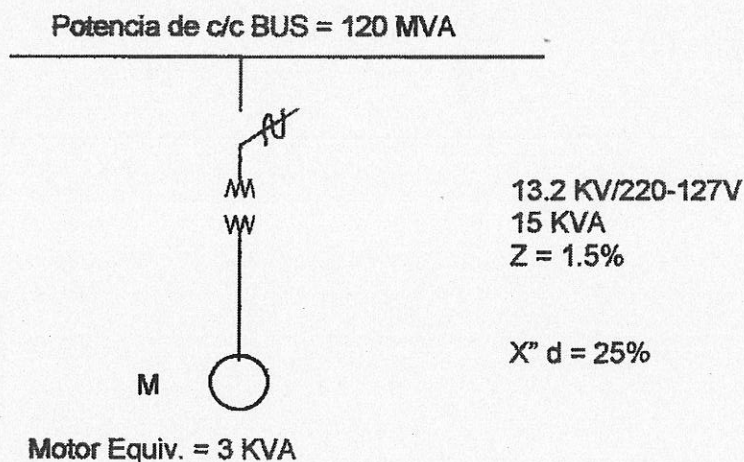 Potencia de c/c BUS = 120 MVA
13.2 KV/220-127V
15 KVA
Z = 1.5%
X" d = 25%
M
Motor Equiv. = 3 KVA